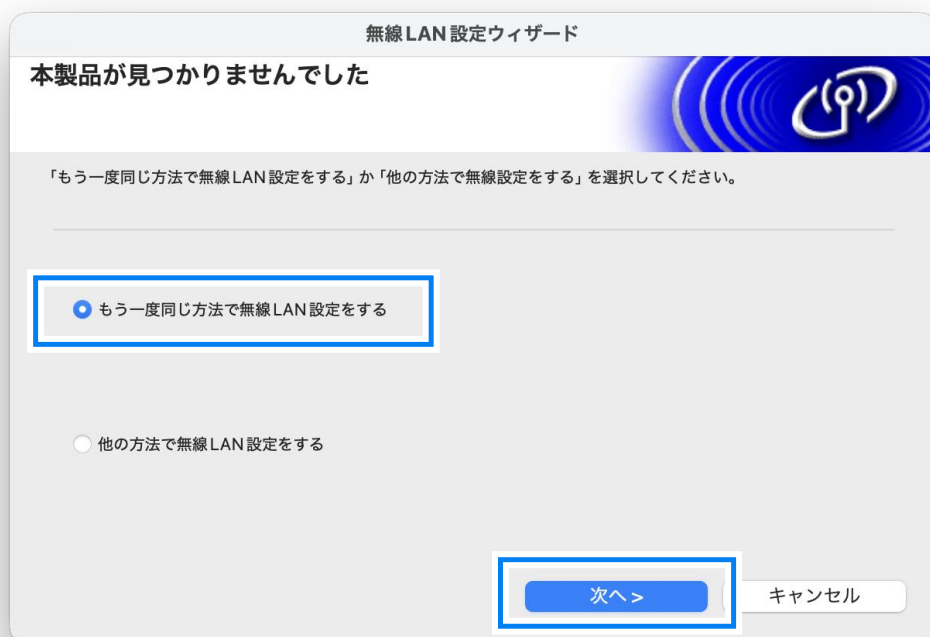 無線LAN設定ウィザード
本製品が見つかりませんでした
「もう一度同じ方法で無線LAN設定をする」か「他の方法で無線設定をする」を選択してください。
もう一度同じ方法で無線LAN設定をする
他の方法で無線LAN設定をする
次へ >
キャンセル